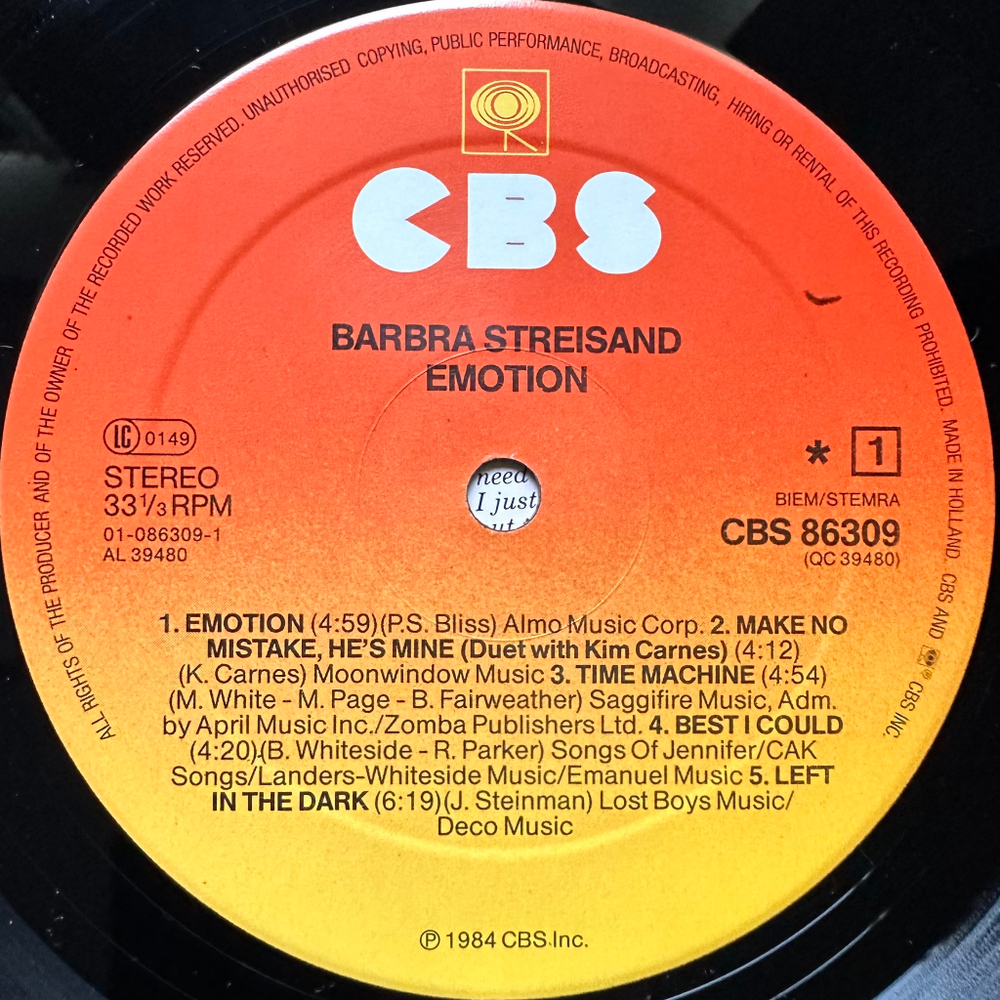 ALL RIGHTS OF THE PRODUCER AND OF THE OWNER OF THE RECORDED WORK RESERVED. UNAUTHORISED COPYING, PUBLIC PERFORMANCE, BROADCASTING, HIRING OR RENTAL OF THIS RECORDING PROHIBITED. MADE IN HOLLAND. CBS AND CBS INC.
CBS
BARBRA STREISAND
EMOTION
LC 0149
STEREO
33 1/3 RPM
01-086309-1
AL 39480
need
I just
* 1
BIEM/STEMRA
CBS 86309
(QC 39480)
1. EMOTION (4:59)(P.S. Bliss) Almo Music Corp. 2. MAKE NO
MISTAKE, HE'S MINE (Duet with Kim Carnes) (4:12)
(K. Carnes) Moonwindow Music 3. TIME MACHINE (4:54)
(M. White - M. Page - B. Fairweather) Saggifire Music, Adm.
by April Music Inc./Zomba Publishers Ltd. 4. BEST I COULD
(4:20)(B. Whiteside - R. Parker) Songs Of Jennifer/CAK
Songs/Landers-Whiteside Music/Emanuel Music 5. LEFT
IN THE DARK (6:19)(J. Steinman) Lost Boys Music/
Deco Music
℗ 1984 CBS Inc.